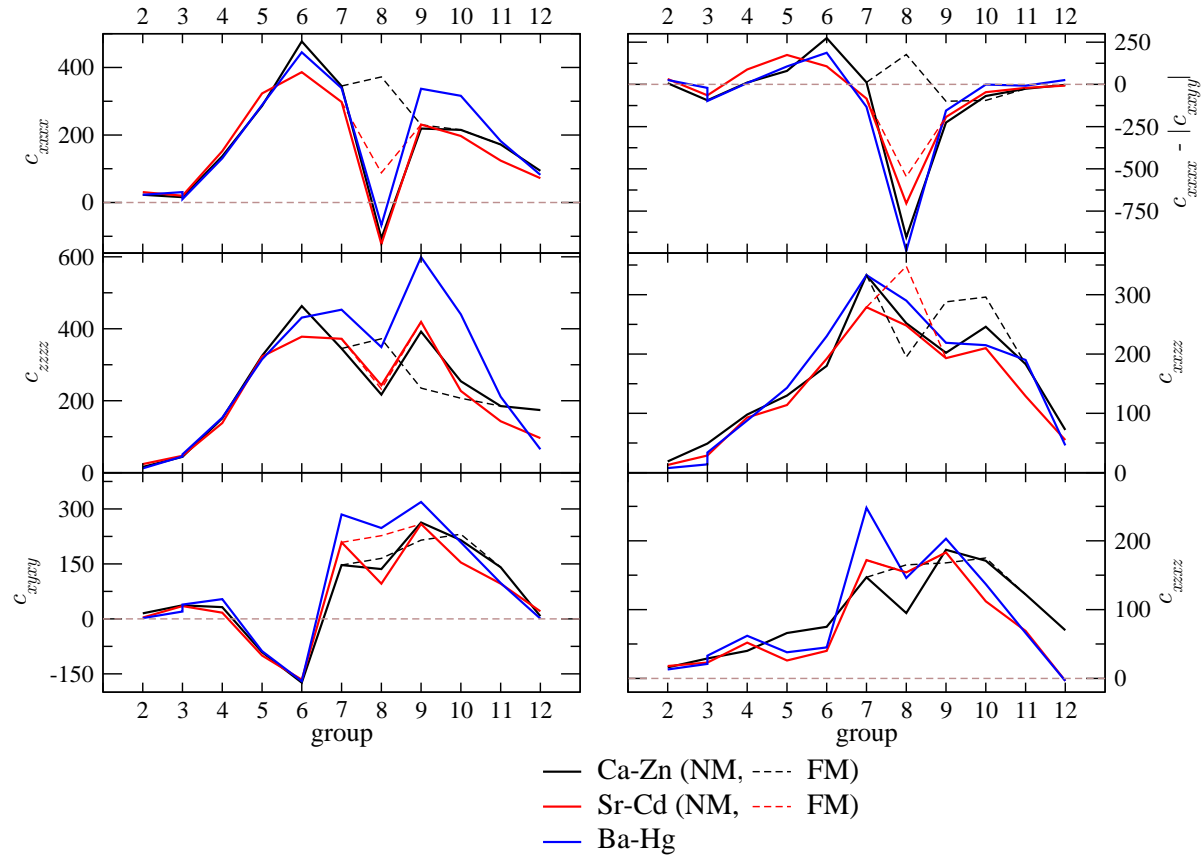 2 3 4 5 6 7 8 9 10 11 12
2 3 4 5 6 7 8 9 10 11 12
400
200
0
c_xxxx
250
0
-250
-500
-750
c_xxxx - |c_xxyy|
600
400
200
0
c_zzzz
300
200
100
0
c_xxzz
300
150
0
-150
c_xyxy
200
100
0
c_xzxz
2 3 4 5 6 7 8 9 10 11 12
2 3 4 5 6 7 8 9 10 11 12
group
group
Ca-Zn (NM, FM)
Sr-Cd (NM, FM)
Ba-Hg